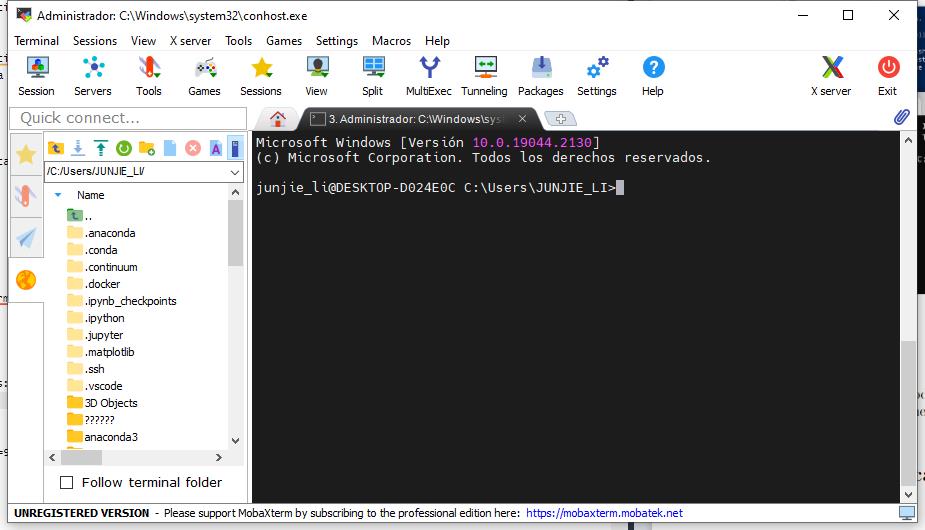 Administrador: C:\Windows\system32\conhost.exe
Terminal Sessions View X server Tools Games Settings Macros Help
Session Servers Tools Games Sessions View Split MultiExec Tunneling Packages Settings Help X server Exit
Quick connect...
3. Administrador: C:\Windows\sys
/C:/Users/JUNJIE_LI/
Name
..
.anaconda
.conda
.continuum
.docker
.ipynb_checkpoints
.ipython
.jupyter
.matplotlib
.ssh
.vscode
3D Objects
??????
anaconda3
Follow terminal folder
Microsoft Windows [Versión 10.0.19044.2130]
(c) Microsoft Corporation. Todos los derechos reservados.
junjie_li@DESKTOP-D024E0C C:\Users\JUNJIE_LI>
UNREGISTERED VERSION - Please support MobaXterm by subscribing to the professional edition here: https://mobaxterm.mobatek.net